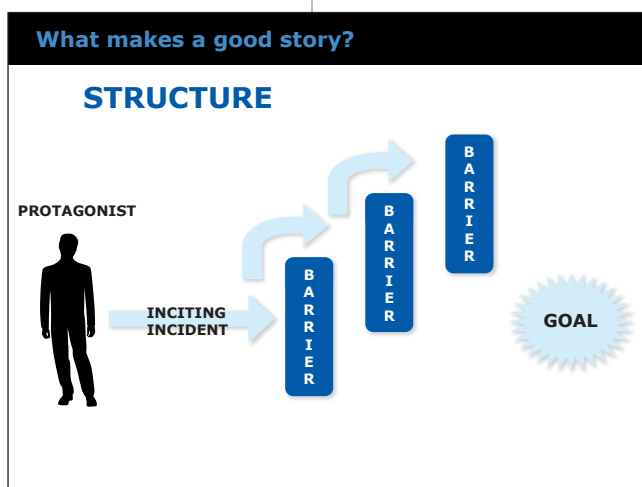 What makes a good story?
STRUCTURE
PROTAGONIST
INCITING
INCIDENT
BARRIER
BARRIER
BARRIER
GOAL